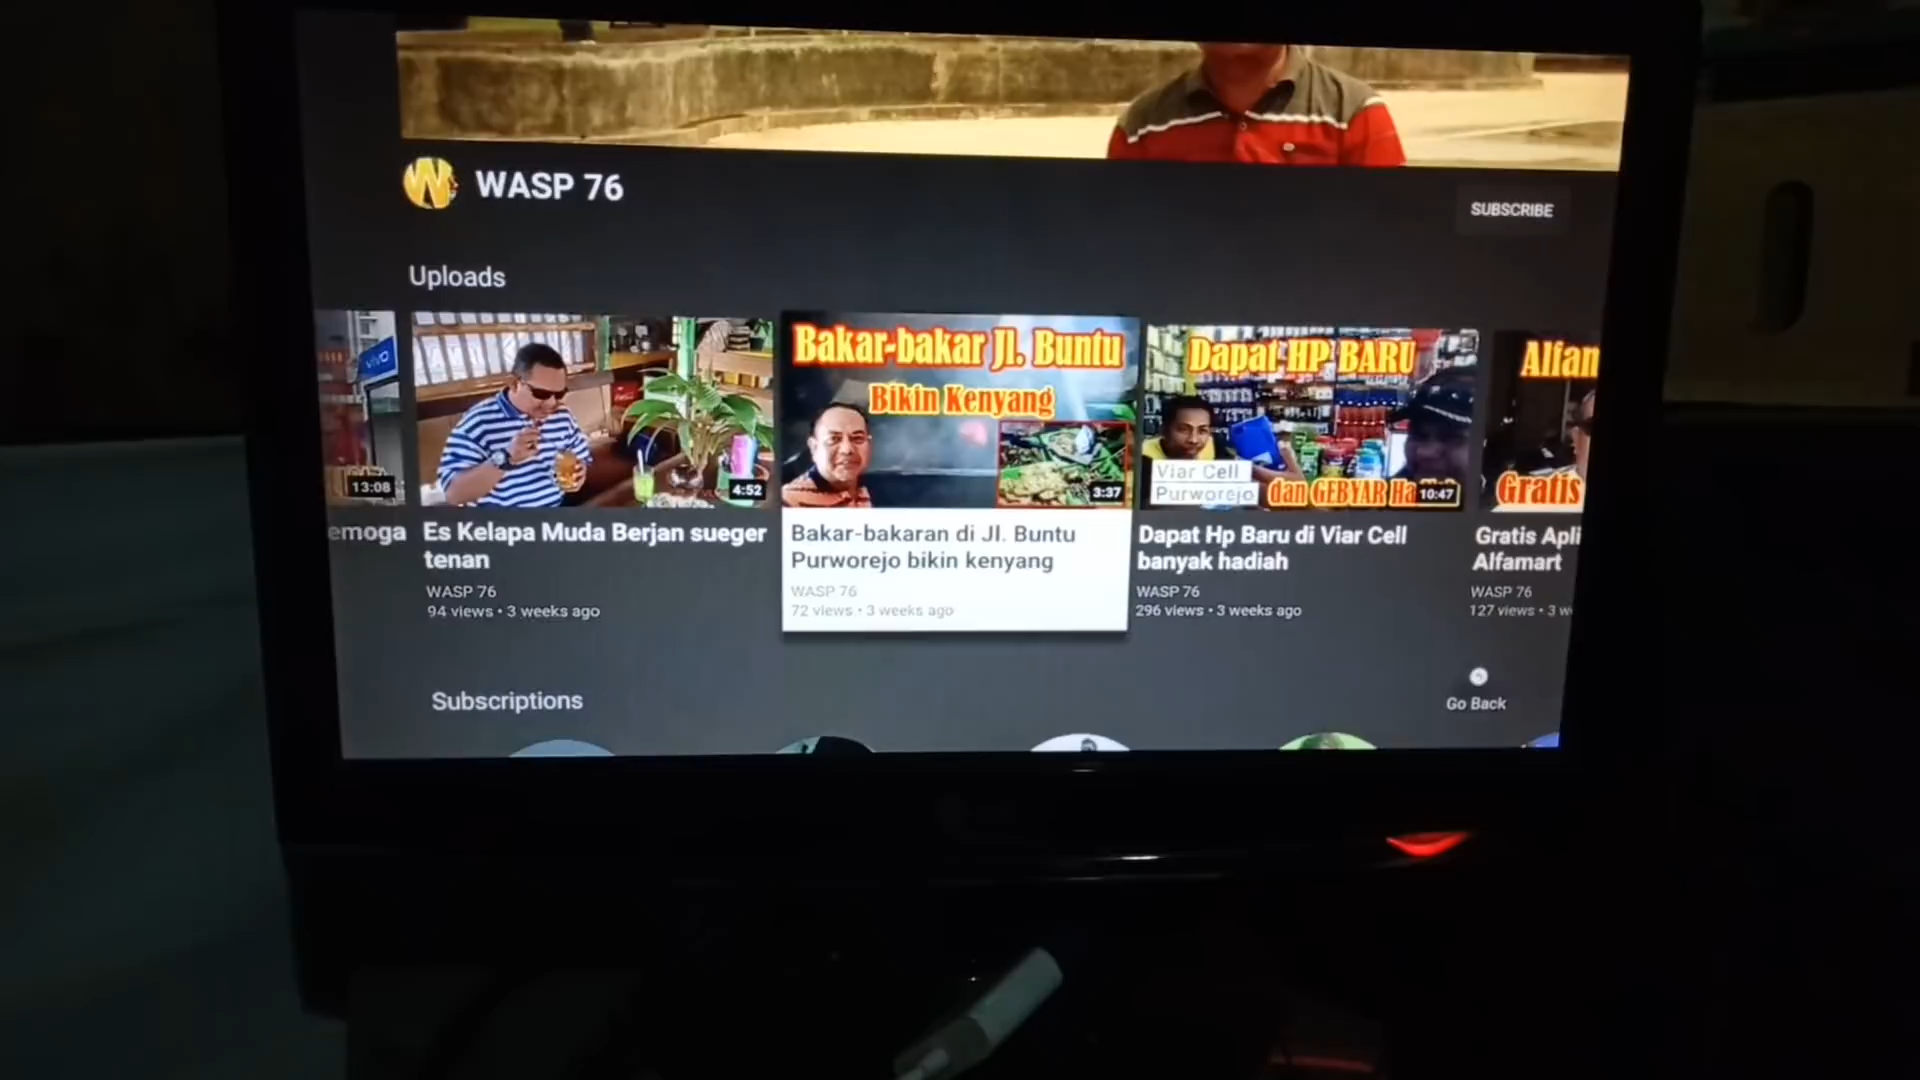 WASP 76
SUBSCRIBE
Uploads
vivo
13:08
emoga
4:52
Es Kelapa Muda Berjan sueger
tenan
WASP 76
94 views • 3 weeks ago
Bakar-bakar Jl. Buntu
Bikin Kenyang
3:37
Bakar-bakaran di Jl. Buntu
Purworejo bikin kenyang
WASP 76
72 views • 3 weeks ago
Dapat HP BARU
Viar Cell
Purworejo
dan GEBYAR Ha
10:47
Dapat Hp Baru di Viar Cell
banyak hadiah
WASP 76
296 views • 3 weeks ago
Alfam
Gratis
Gratis Apli
Alfamart
WASP 76
127 views • 3 w
Subscriptions
Go Back